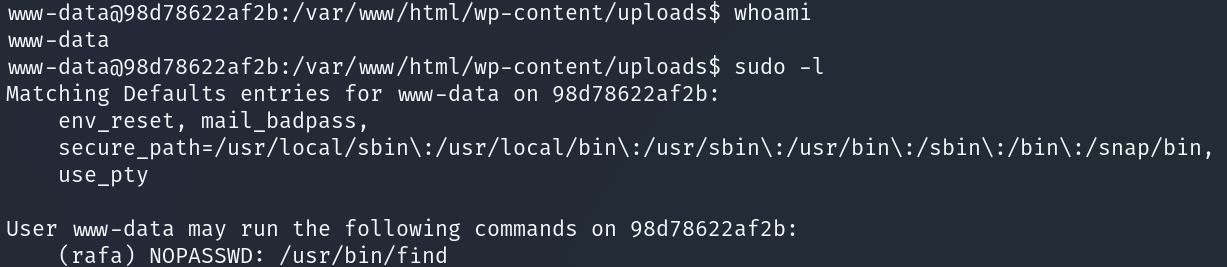 www-data@98d78622af2b:/var/www/html/wp-content/uploads$ whoami
www-data
www-data@98d78622af2b:/var/www/html/wp-content/uploads$ sudo -l
Matching Defaults entries for www-data on 98d78622af2b:
    env_reset, mail_badpass,
    secure_path=/usr/local/sbin\:/usr/local/bin\:/usr/sbin\:/usr/bin\:/sbin\:/bin\:/snap/bin,
    use_pty

User www-data may run the following commands on 98d78622af2b:
    (rafa) NOPASSWD: /usr/bin/find